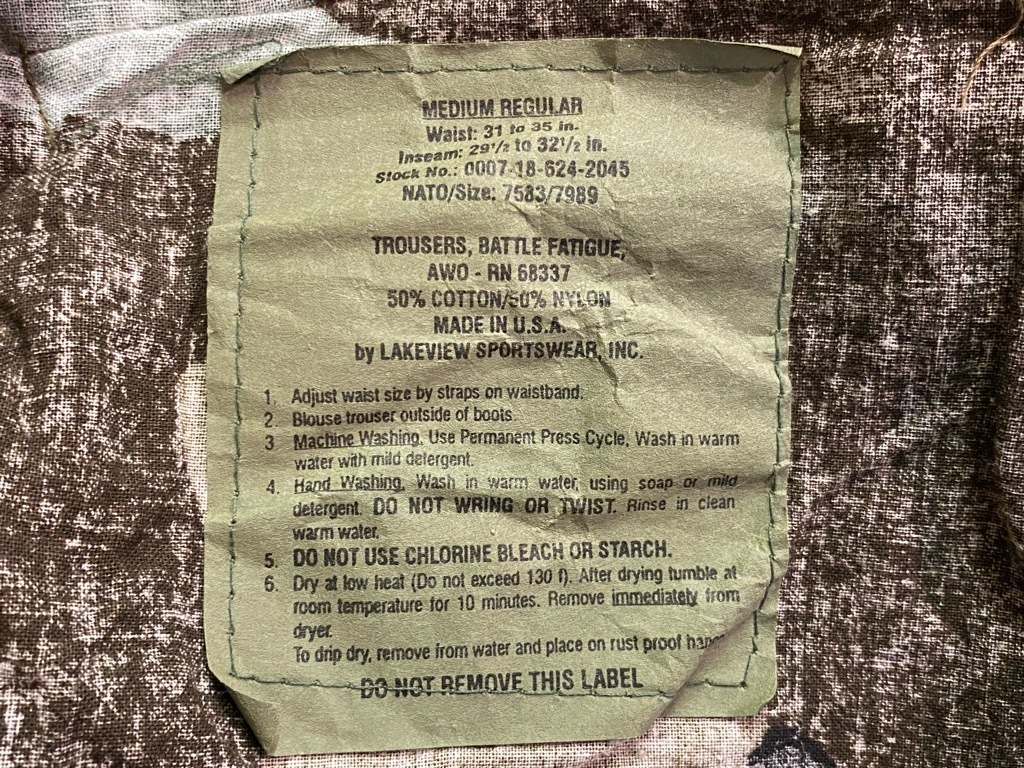 MEDIUM REGULAR
Waist: 31 to 35 in.
Inseam: 29 1/2 to 32 1/2 in.
Stock No.: 0007-18-624-2045
NATO/Size: 7583/7989
TROUSERS, BATTLE FATIGUE,
AWO - RN 68337
50% COTTON/50% NYLON
MADE IN U.S.A.
by LAKEVIEW SPORTSWEAR, INC.
1. Adjust waist size by straps on waistband.
2. Blouse trouser outside of boots
3 Machine Washing. Use Permanent Press Cycle. Wash in warm
water with mild detergent.
4. Hand Washing. Wash in warm water, using soap or mild
detergent. DO NOT WRING OR TWIST. Rinse in clean
warm water.
5. DO NOT USE CHLORINE BLEACH OR STARCH.
6. Dry at low heat (Do not exceed 130 f). After drying tumble at
room temperature for 10 minutes. Remove immediately from
dryer.
To drip dry, remove from water and place on rust proof
DO NOT REMOVE THIS LABEL